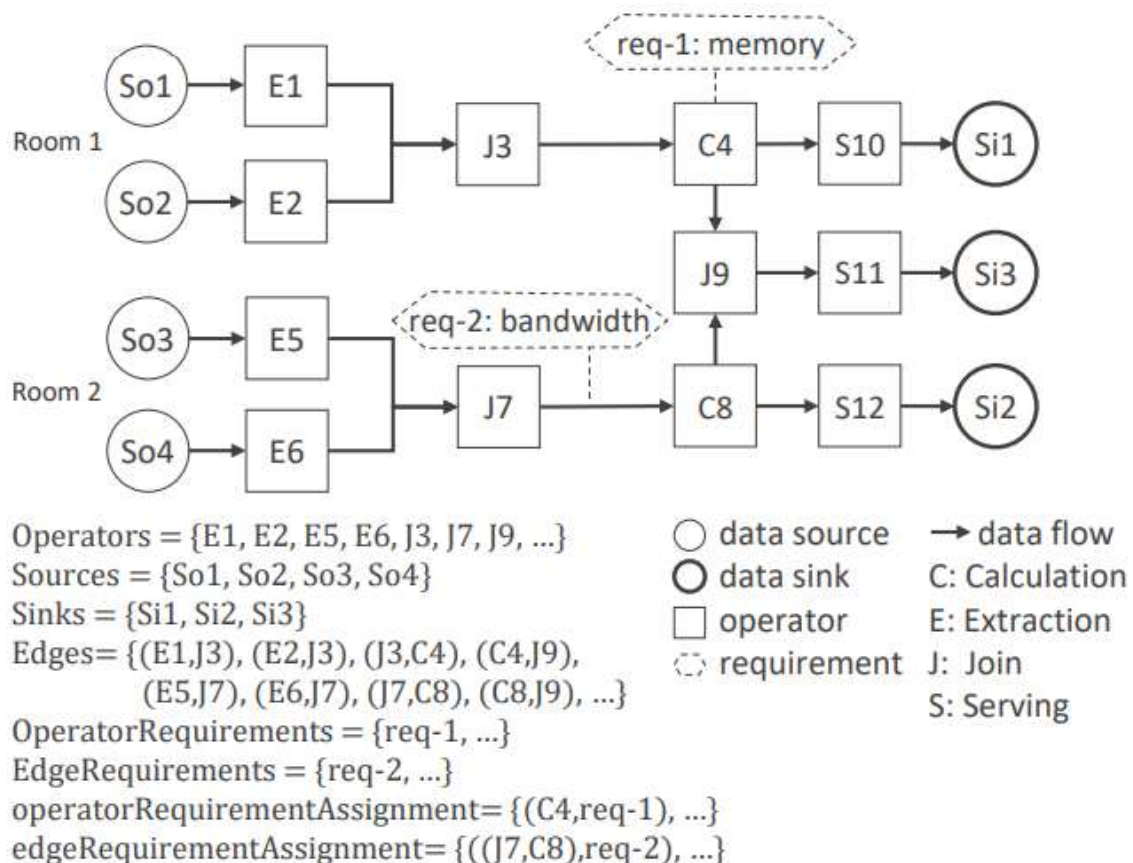 req-1: memory
So1 E1
Room 1 J3 C4 S10 Si1
So2 E2
J9 S11 Si3
So3 E5 req-2: bandwidth
Room 2 J7 C8 S12 Si2
So4 E6
Operators = {E1, E2, E5, E6, J3, J7, J9, ...}
Sources = {So1, So2, So3, So4}
Sinks = {Si1, Si2, Si3}
Edges= {(E1,J3), (E2,J3), (J3,C4), (C4,J9),
(E5,J7), (E6,J7), (J7,C8), (C8,J9), ...}
OperatorRequirements = {req-1, ...}
EdgeRequirements = {req-2, ...}
operatorRequirementAssignment= {(C4,req-1), ...}
edgeRequirementAssignment= {((J7,C8),req-2), ...}
data source
data sink
operator
requirement
data flow
C: Calculation
E: Extraction
J: Join
S: Serving